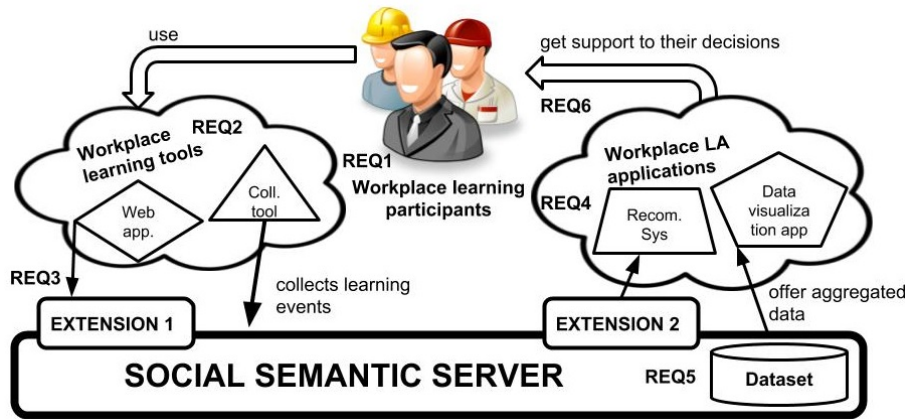 use
get support to their decisions
REQ6
REQ2
Workplace
learning tools
REQ1
Workplace learning
participants
Workplace LA
applications
REQ4
Web
app.
Coll.
tool
Recom.
Sys
Data
visualiza
tion app
REQ3
collects learning
events
offer aggregated
data
EXTENSION 1
EXTENSION 2
SOCIAL SEMANTIC SERVER
REQ5
Dataset